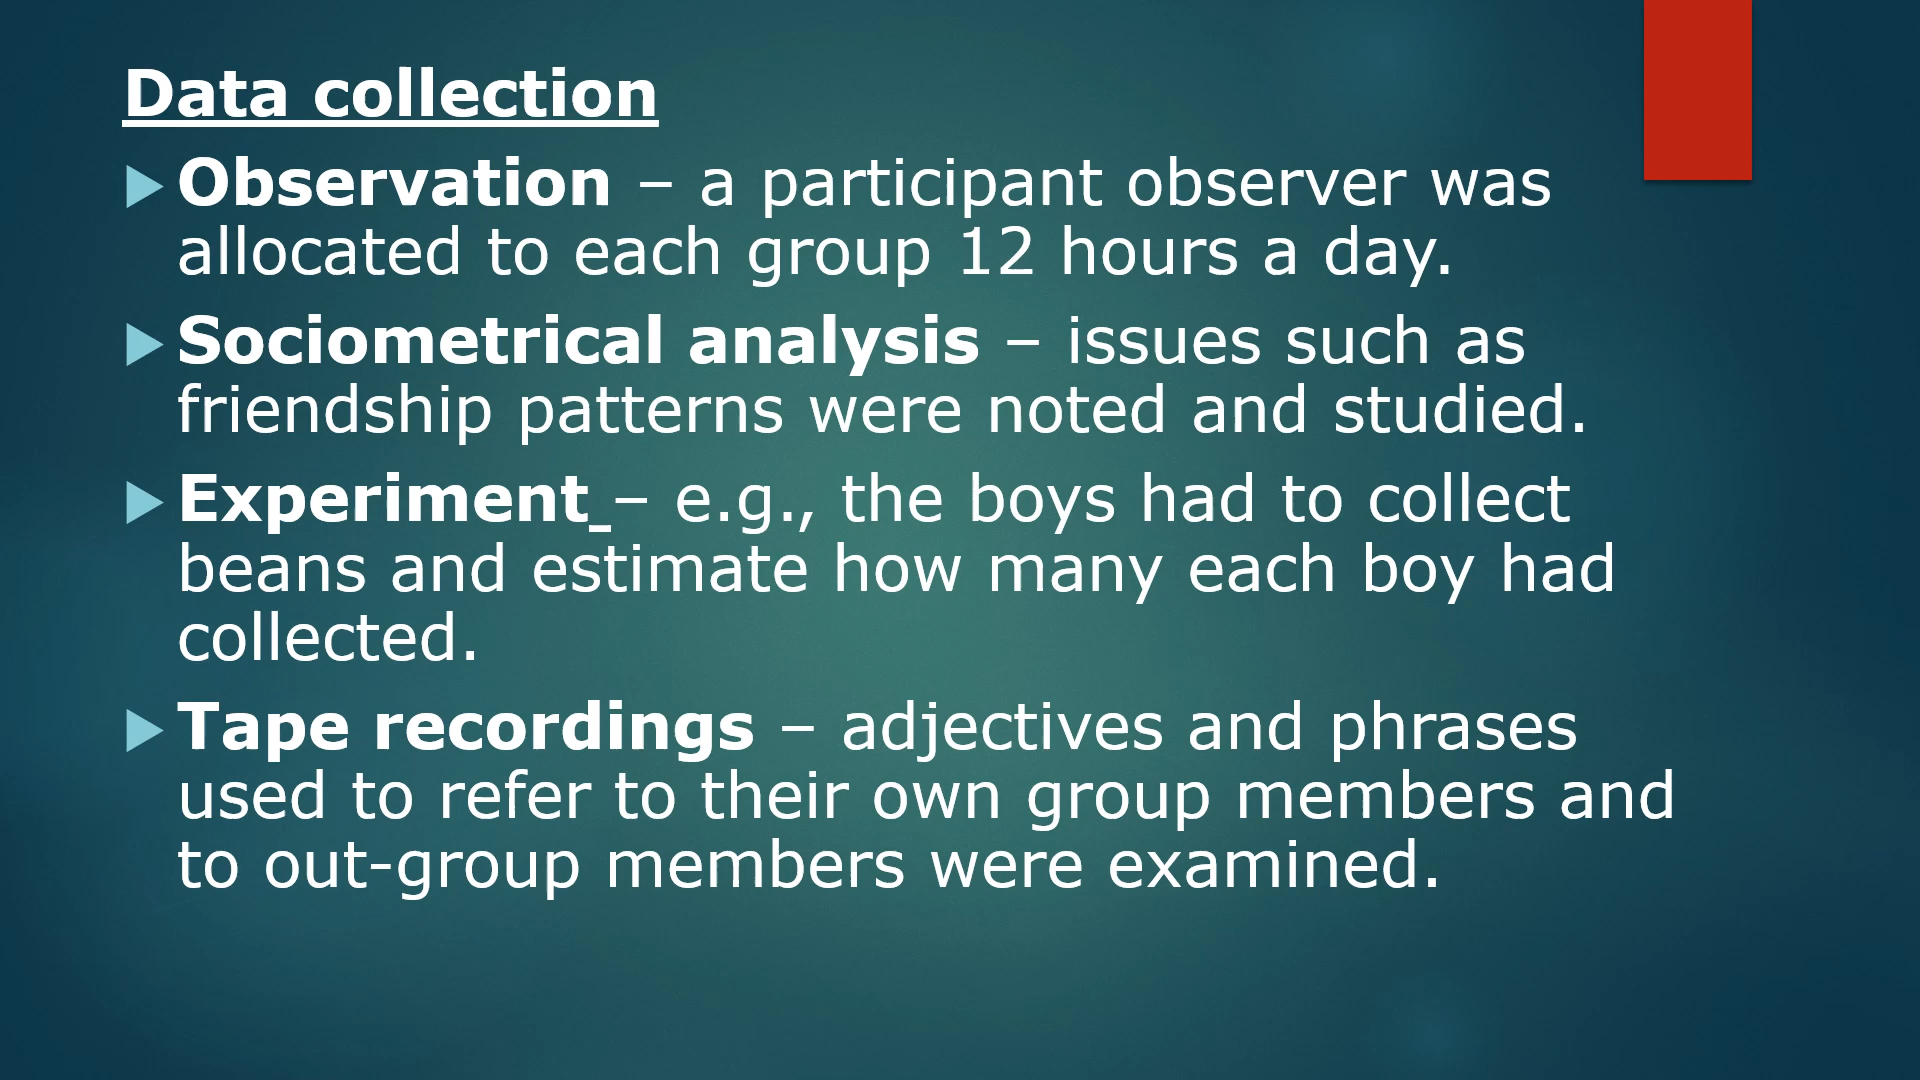 Data collection
Observation – a participant observer was
allocated to each group 12 hours a day.
Sociometrical analysis – issues such as
friendship patterns were noted and studied.
Experiment – e.g., the boys had to collect
beans and estimate how many each boy had
collected.
Tape recordings – adjectives and phrases
used to refer to their own group members and
to out-group members were examined.